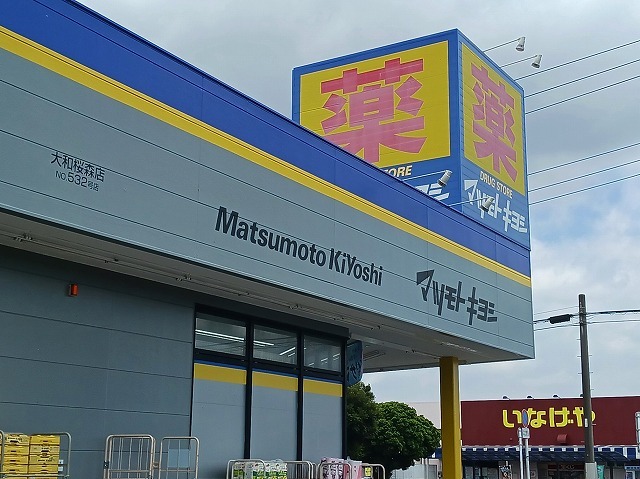 薬
薬
DRUG STORE
マツモトキヨシ
大和桜森店
NO.532号店
Matsumoto KiYoshi
マツモトキヨシ
いなげや